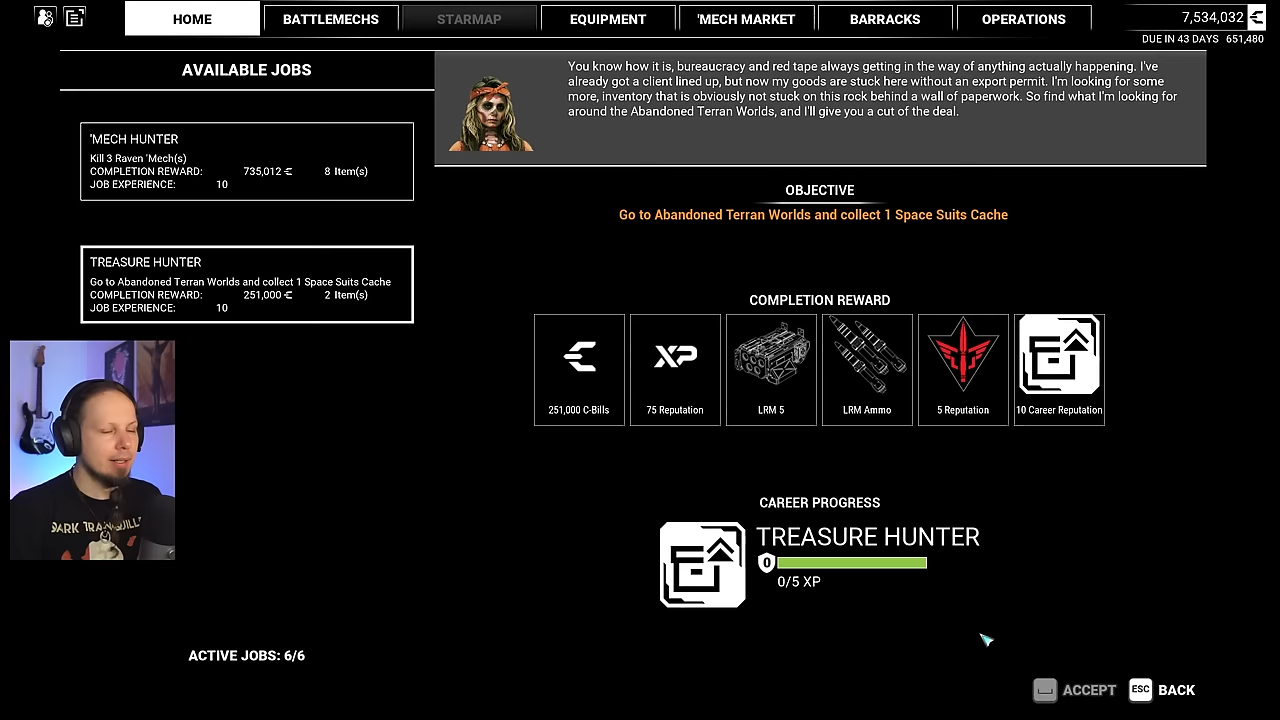 HOME
BATTLEMECHS
STARMAP
EQUIPMENT
'MECH MARKET
BARRACKS
OPERATIONS
7,534,032
DUE IN 43 DAYS 651,480
AVAILABLE JOBS
'MECH HUNTER
Kill 3 Raven 'Mech(s)
COMPLETION REWARD: 735,012 8 Item(s)
JOB EXPERIENCE: 10
TREASURE HUNTER
Go to Abandoned Terran Worlds and collect 1 Space Suits Cache
COMPLETION REWARD: 251,000 2 Item(s)
JOB EXPERIENCE: 10
ACTIVE JOBS: 6/6
You know how it is, bureaucracy and red tape always getting in the way of anything actually happening. I've
already got a client lined up, but now my goods are stuck here without an export permit. I'm looking for some
more, inventory that is obviously not stuck on this rock behind a wall of paperwork. So find what I'm looking for
around the Abandoned Terran Worlds, and I'll give you a cut of the deal.
OBJECTIVE
Go to Abandoned Terran Worlds and collect 1 Space Suits Cache
COMPLETION REWARD
XP
251,000 C-Bills
75 Reputation
LRM 5
LRM Ammo
5 Reputation
10 Career Reputation
CAREER PROGRESS
TREASURE HUNTER
0
0/5 XP
ACCEPT
ESC BACK